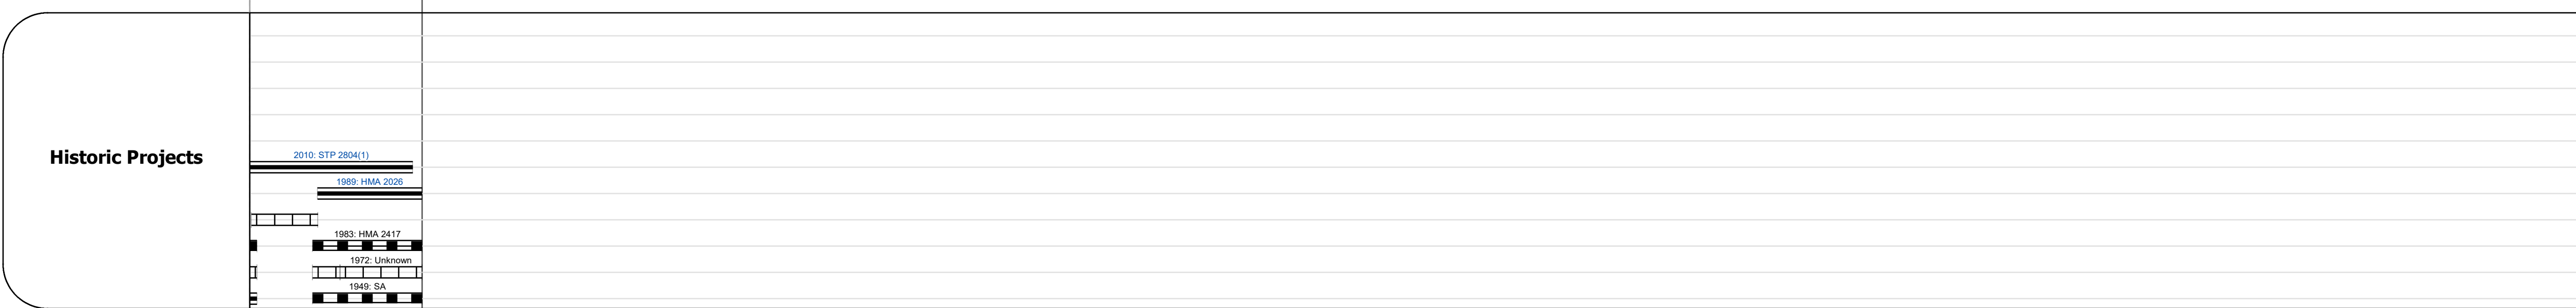 2010: STP 2804(1)
Historic Projects
1989: HMA 2026
1983: HMA 2417
1972: Unknown
1949: SA